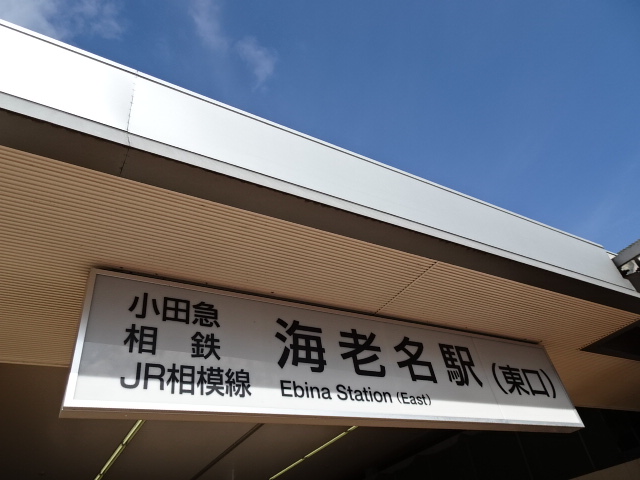 小田急
相鉄
JR相模線
海老名駅（東口）
Ebina Station (East)